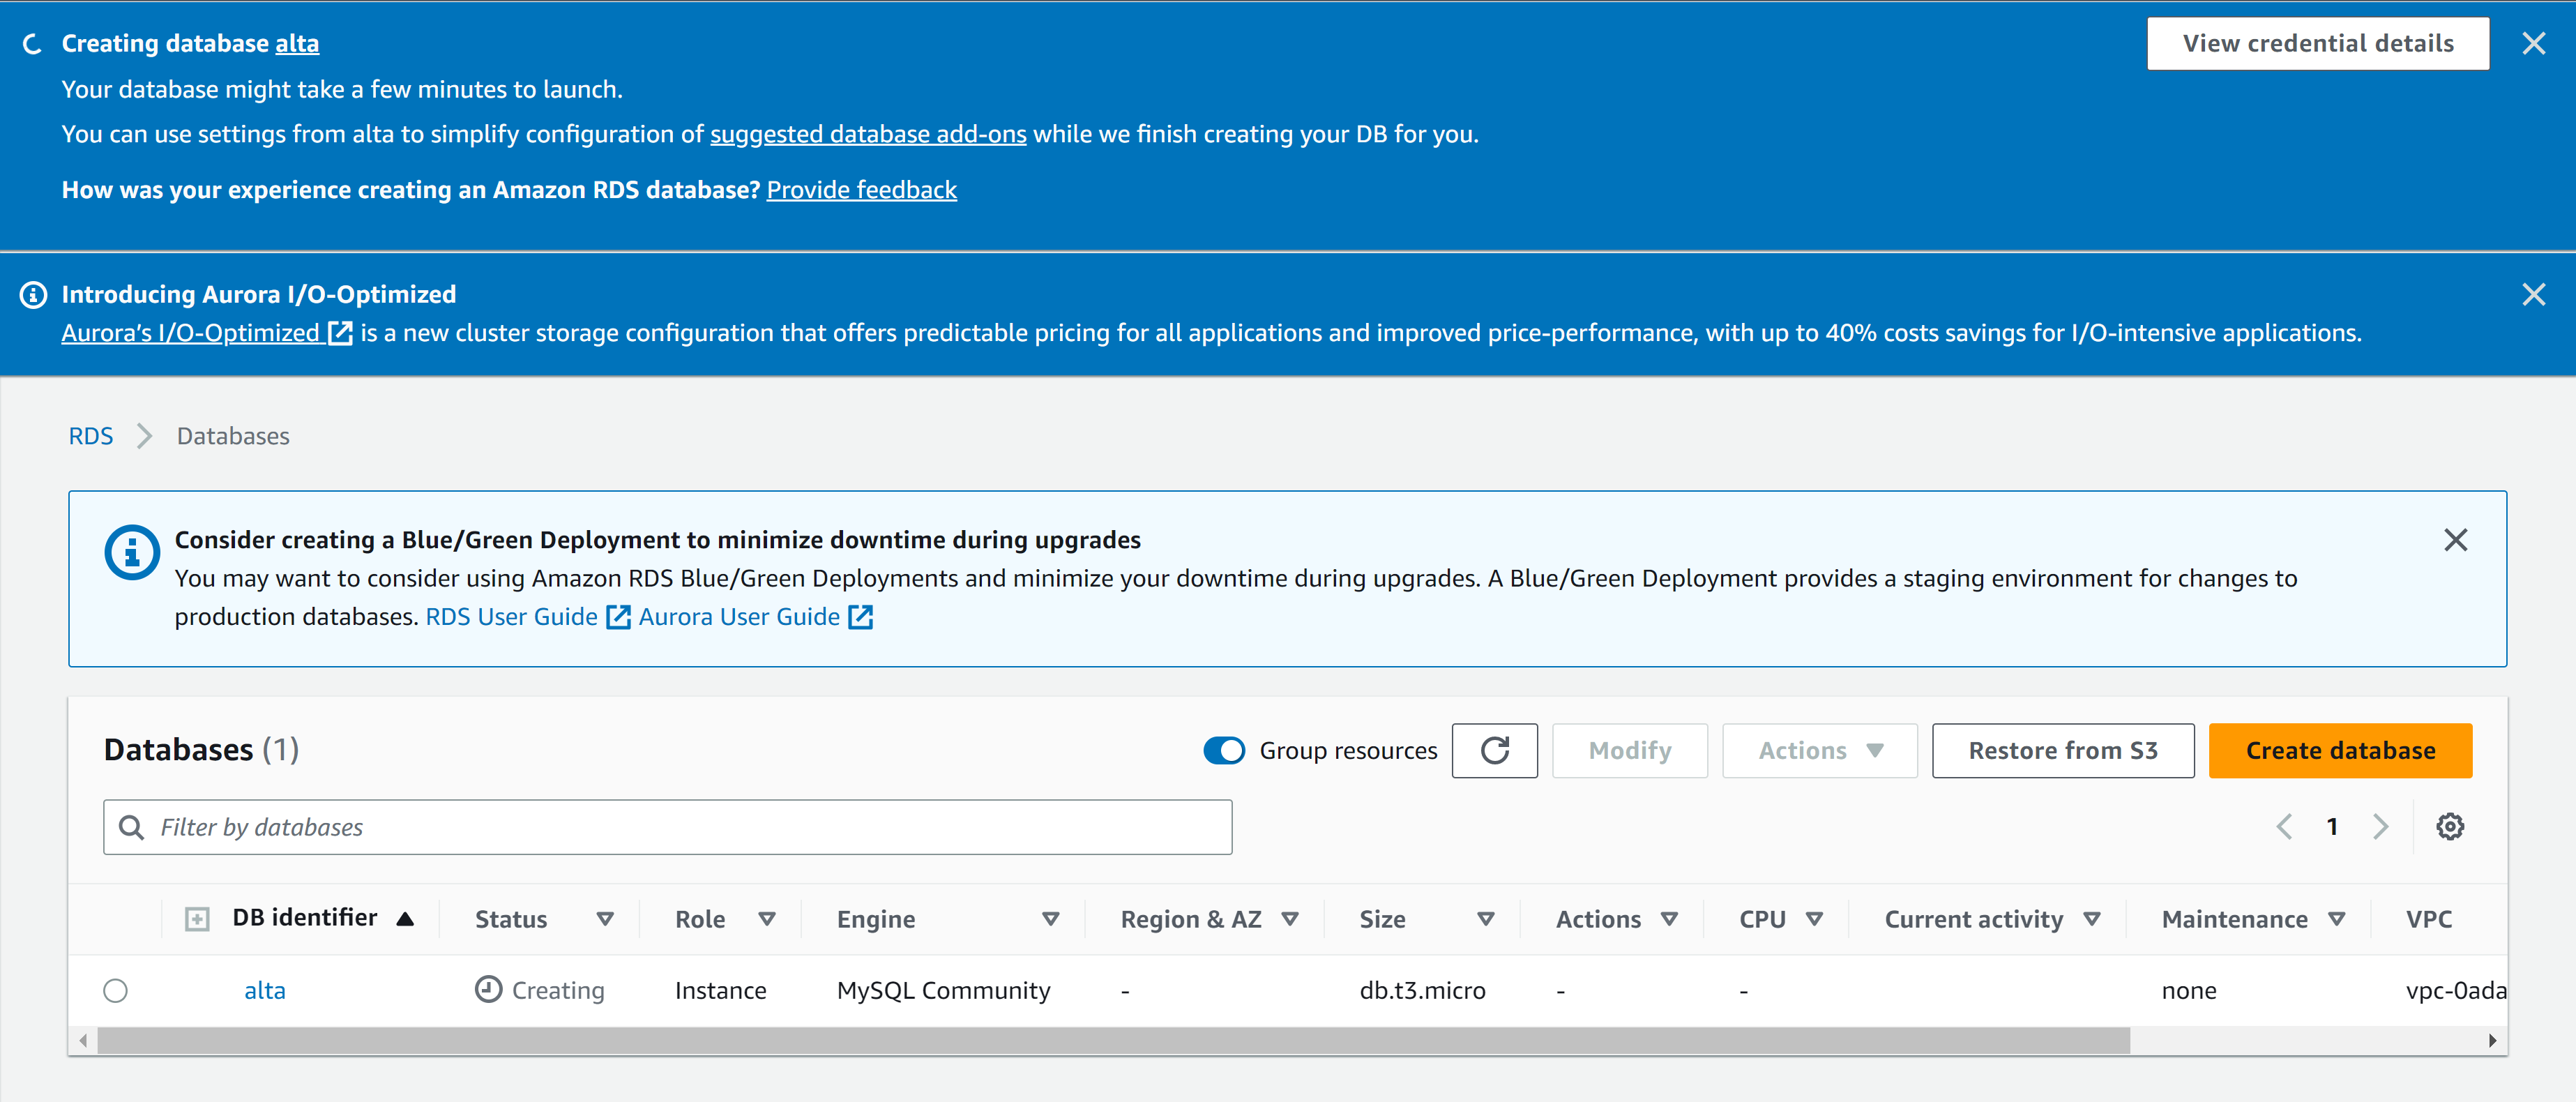 Creating database alta
View credential details
Your database might take a few minutes to launch.
You can use settings from alta to simplify configuration of suggested database add-ons while we finish creating your DB for you.
How was your experience creating an Amazon RDS database? Provide feedback
Introducing Aurora I/O-Optimized
Aurora's I/O-Optimized is a new cluster storage configuration that offers predictable pricing for all applications and improved price-performance, with up to 40% costs savings for I/O-intensive applications.
RDS Databases
Consider creating a Blue/Green Deployment to minimize downtime during upgrades
You may want to consider using Amazon RDS Blue/Green Deployments and minimize your downtime during upgrades. A Blue/Green Deployment provides a staging environment for changes to
production databases. RDS User Guide Aurora User Guide
Databases (1) Group resources Modify Actions Restore from S3 Create database
Filter by databases 1
DB identifier Status Role Engine Region & AZ Size Actions CPU Current activity Maintenance VPC
alta Creating Instance MySQL Community - db.t3.micro - - none vpc-0ada